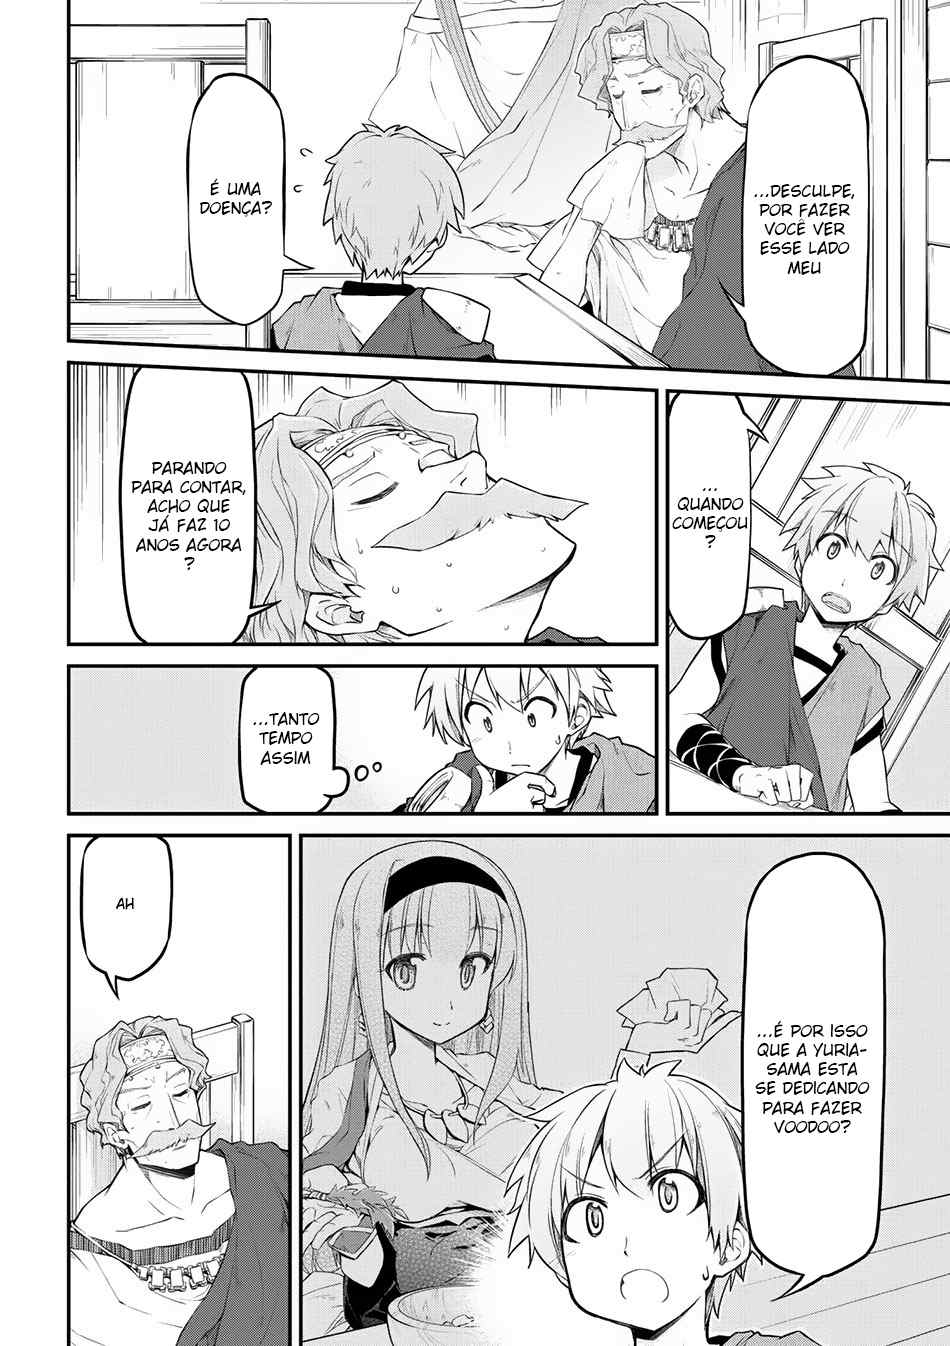 ...DESCULPE,
POR FAZER
VOCÊ VER
ESSE LADO
MEU
É UMA
DOENÇA?
...
QUANDO
COMEÇOU
?
PARANDO
PARA CONTAR,
ACHO QUE
JÁ FAZ 10
ANOS AGORA
?
...TANTO
TEMPO
ASSIM
...É POR ISSO
QUE A YURIA-
SAMA ESTA
SE DEDICANDO
PARA FAZER
VOODOO?
AH